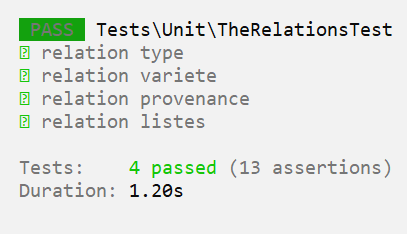 PASS Tests\Unit\TheRelationsTest
relation type
relation variete
relation provenance
relation listes
Tests: 4 passed (13 assertions)
Duration: 1.20s